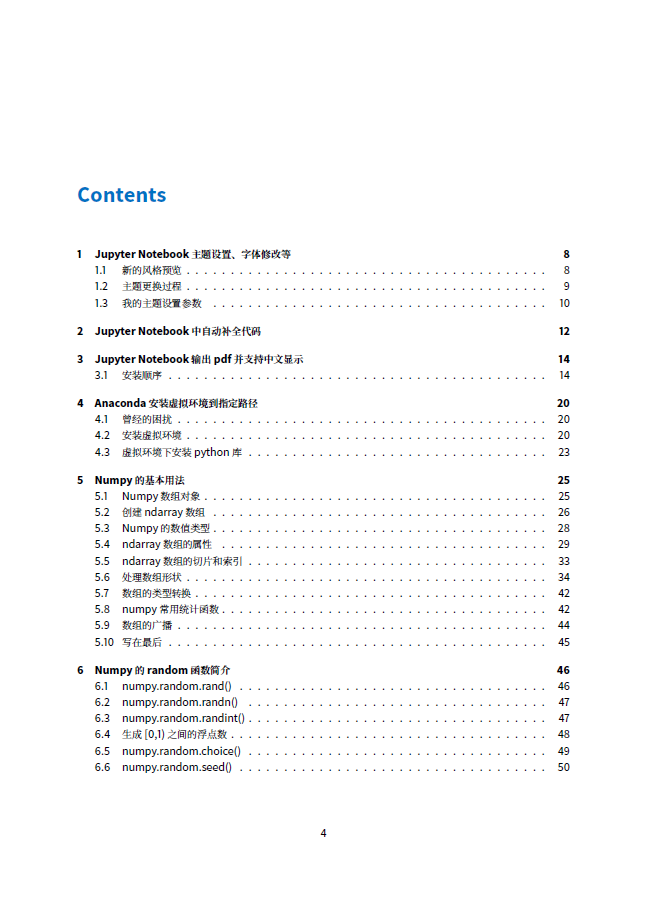 Contents
1 Jupyter Notebook 主题设置、字体修改等 8
1.1 新的风格预览 . . . . . . . . . . . . . . . . . . . . . . . . . . . . . . . . . . . . . . . . . 8
1.2 主题更换过程 . . . . . . . . . . . . . . . . . . . . . . . . . . . . . . . . . . . . . . . . . 9
1.3 我的主题设置参数 . . . . . . . . . . . . . . . . . . . . . . . . . . . . . . . . . . . . . . 10
2 Jupyter Notebook 中自动补全代码 12
3 Jupyter Notebook 输出 pdf 并支持中文显示 14
3.1 安装顺序 . . . . . . . . . . . . . . . . . . . . . . . . . . . . . . . . . . . . . . . . . . . 14
4 Anaconda 安装虚拟环境到指定路径 20
4.1 曾经的困扰 . . . . . . . . . . . . . . . . . . . . . . . . . . . . . . . . . . . . . . . . . . 20
4.2 安装虚拟环境 . . . . . . . . . . . . . . . . . . . . . . . . . . . . . . . . . . . . . . . . . 20
4.3 虚拟环境下安装 python 库 . . . . . . . . . . . . . . . . . . . . . . . . . . . . . . . . . . 23
5 Numpy 的基本用法 25
5.1 Numpy 数组对象 . . . . . . . . . . . . . . . . . . . . . . . . . . . . . . . . . . . . . . . 25
5.2 创建 ndarray 数组 . . . . . . . . . . . . . . . . . . . . . . . . . . . . . . . . . . . . . . 26
5.3 Numpy 的数值类型 . . . . . . . . . . . . . . . . . . . . . . . . . . . . . . . . . . . . . . 28
5.4 ndarray 数组的属性 . . . . . . . . . . . . . . . . . . . . . . . . . . . . . . . . . . . . . 29
5.5 ndarray 数组的切片和索引 . . . . . . . . . . . . . . . . . . . . . . . . . . . . . . . . . . 33
5.6 处理数组形状 . . . . . . . . . . . . . . . . . . . . . . . . . . . . . . . . . . . . . . . . . 34
5.7 数组的类型转换 . . . . . . . . . . . . . . . . . . . . . . . . . . . . . . . . . . . . . . . . 42
5.8 numpy 常用统计函数 . . . . . . . . . . . . . . . . . . . . . . . . . . . . . . . . . . . . . 42
5.9 数组的广播 . . . . . . . . . . . . . . . . . . . . . . . . . . . . . . . . . . . . . . . . . . 44
5.10 写在最后 . . . . . . . . . . . . . . . . . . . . . . . . . . . . . . . . . . . . . . . . . . . 45
6 Numpy 的 random 函数简介 46
6.1 numpy.random.rand() . . . . . . . . . . . . . . . . . . . . . . . . . . . . . . . . . . . 46
6.2 numpy.random.randn() . . . . . . . . . . . . . . . . . . . . . . . . . . . . . . . . . . 47
6.3 numpy.random.randint() . . . . . . . . . . . . . . . . . . . . . . . . . . . . . . . . . . 47
6.4 生成 [0,1) 之间的浮点数 . . . . . . . . . . . . . . . . . . . . . . . . . . . . . . . . . . . . 48
6.5 numpy.random.choice() . . . . . . . . . . . . . . . . . . . . . . . . . . . . . . . . . . 49
6.6 numpy.random.seed() . . . . . . . . . . . . . . . . . . . . . . . . . . . . . . . . . . . 50
4